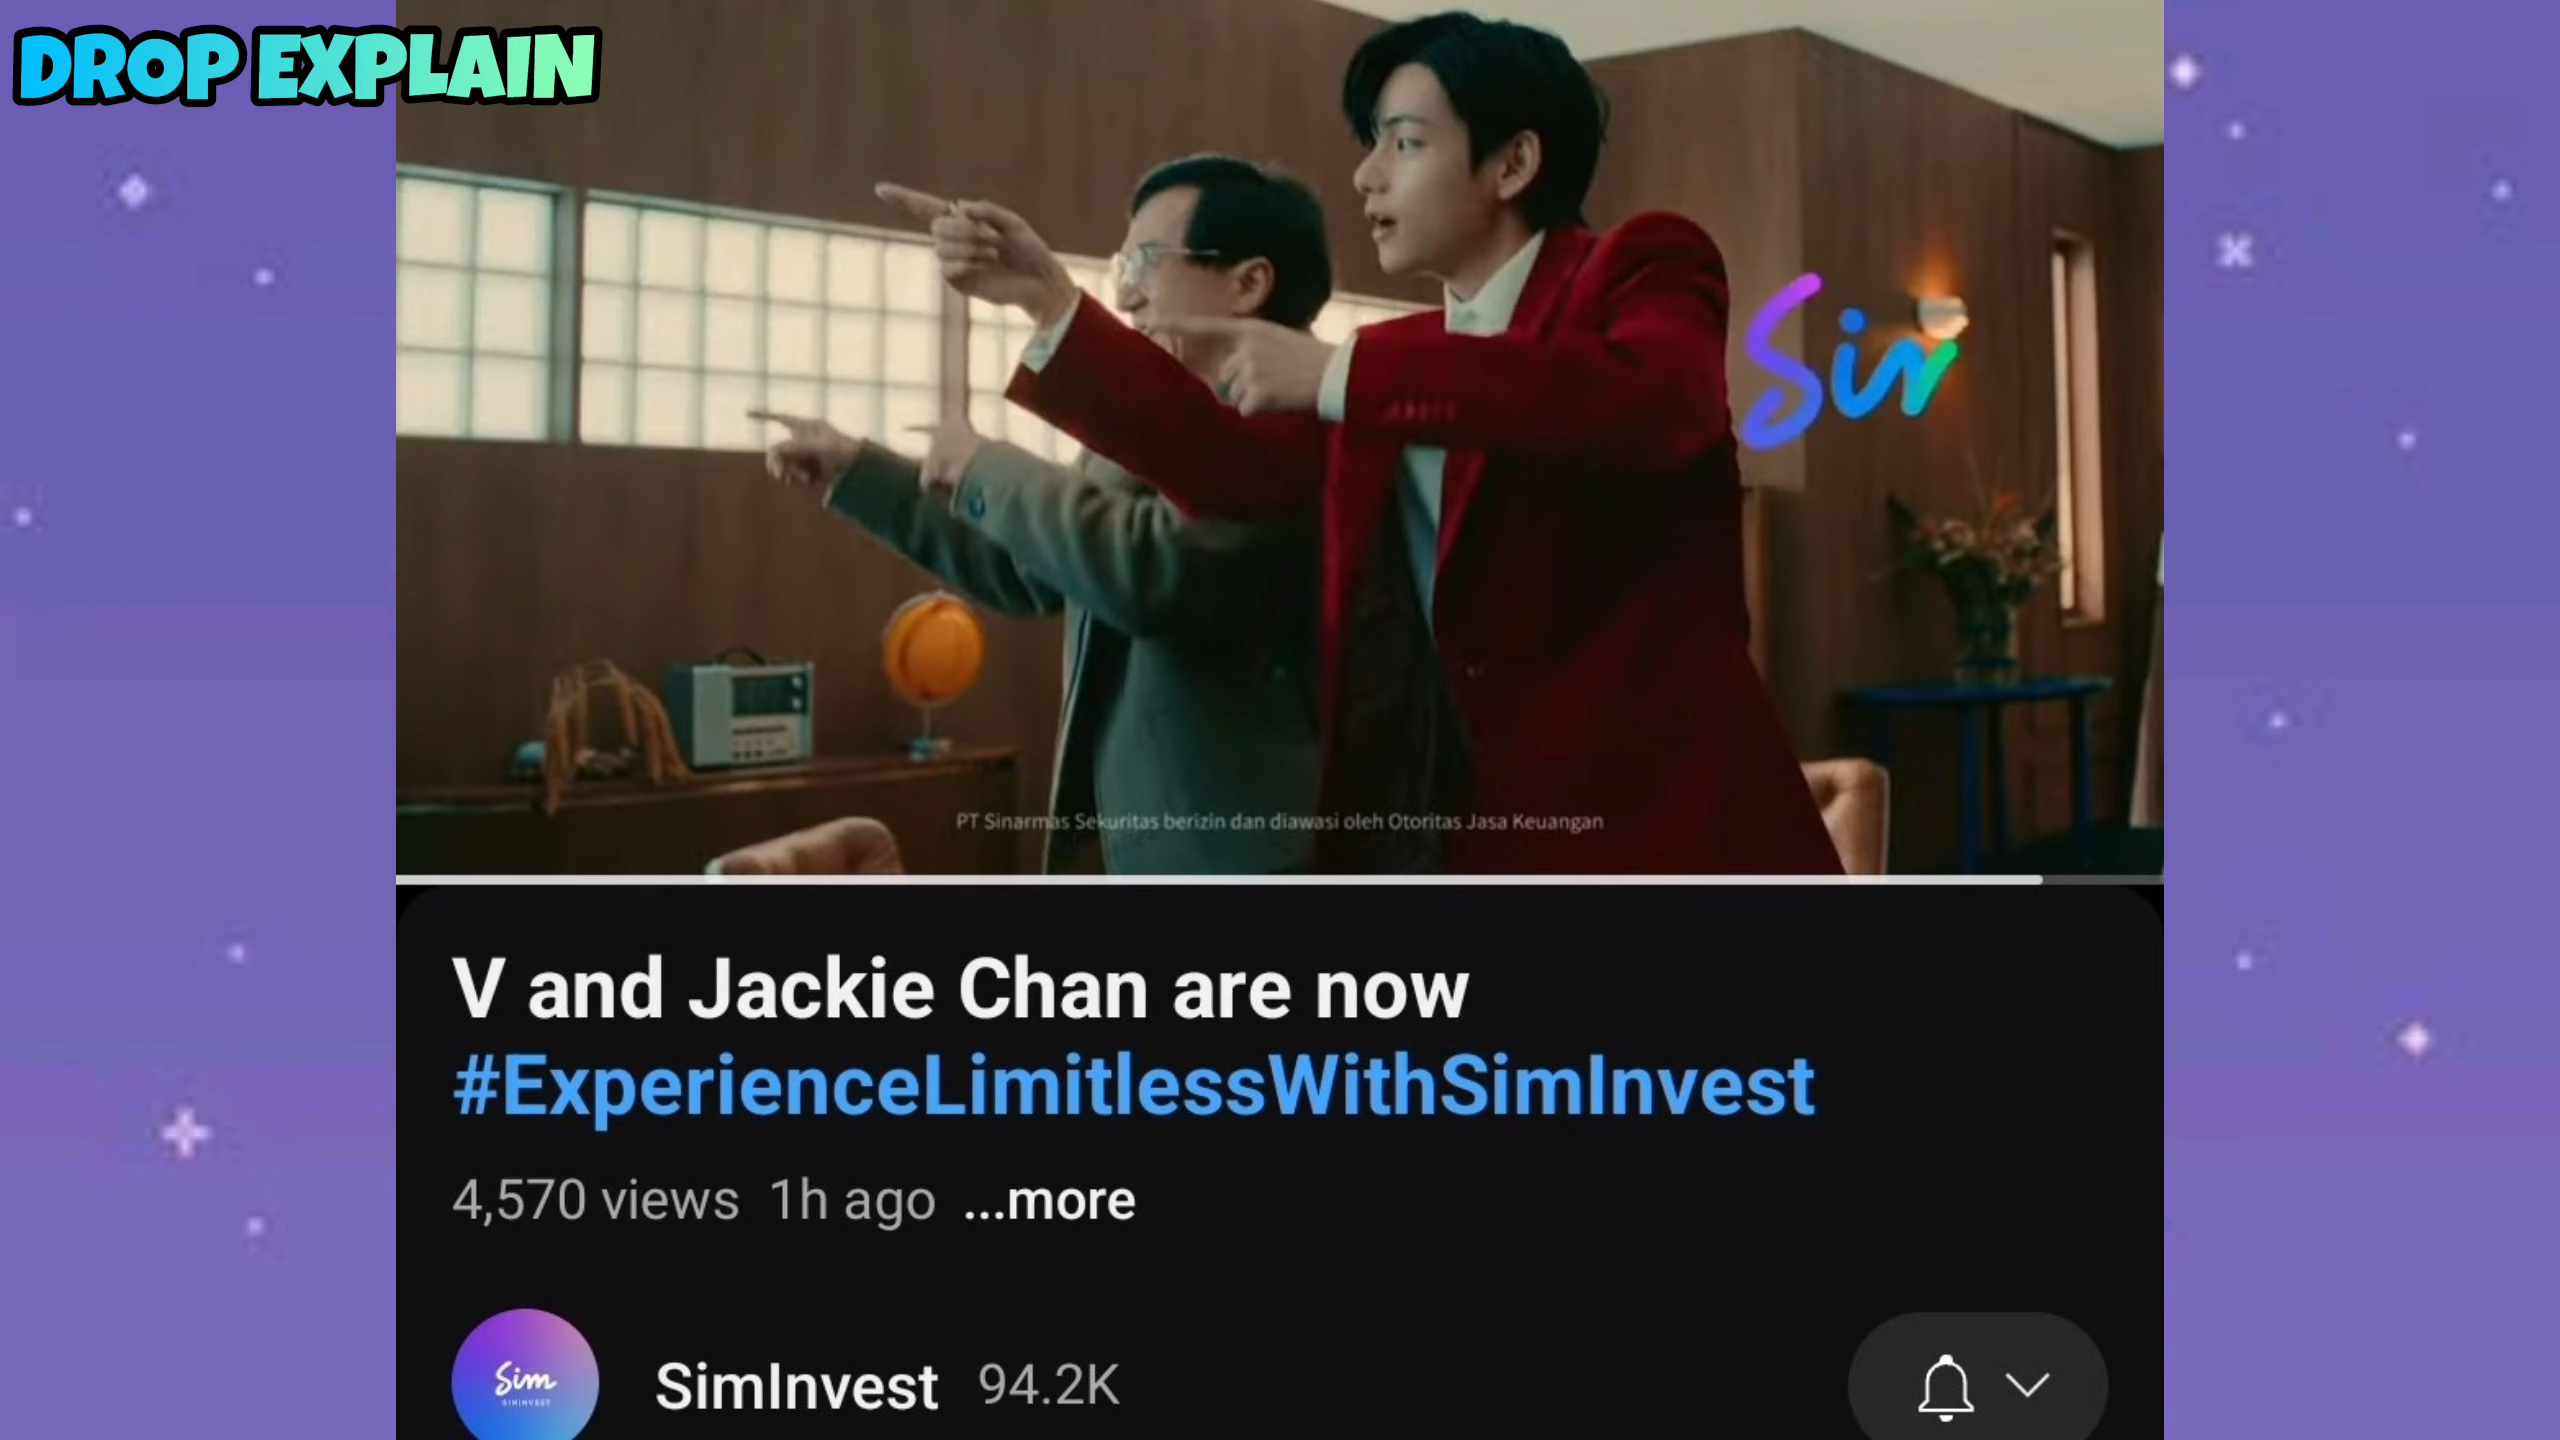 DROP EXPLAIN
Sim
PT Sinarmas Sekuritas berizin dan diawasi oleh Otoritas Jasa Keuangan
V and Jackie Chan are now
#ExperienceLimitlessWithSimInvest
4,570 views 1h ago ...more
Sim
SIMINVEST
SimInvest 94.2K